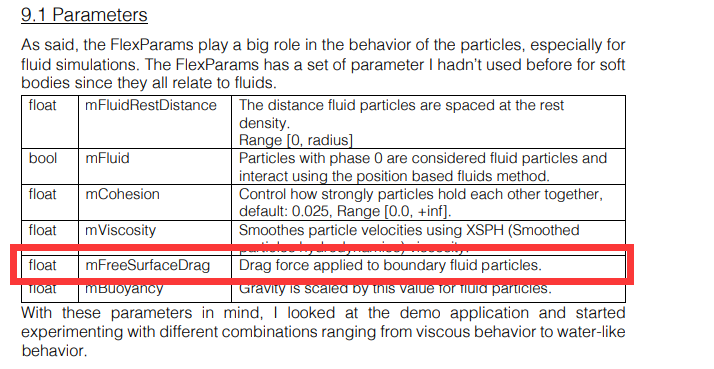 9.1 Parameters
As said, the FlexParams play a big role in the behavior of the particles, especially for
fluid simulations. The FlexParams has a set of parameter I hadn't used before for soft
bodies since they all relate to fluids.
float mFluidRestDistance The distance fluid particles are spaced at the rest
density.
Range [0, radius]
bool mFluid Particles with phase 0 are considered fluid particles and
interact using the position based fluids method.
float mCohesion Control how strongly particles hold each other together,
default: 0.025, Range [0.0, +inf].
float mViscosity Smoothes particle velocities using XSPH (Smoothed
particles hydrodynamics) viscosity.
float mFreeSurfaceDrag Drag force applied to boundary fluid particles.
float mBuoyancy Gravity is scaled by this value for fluid particles.
With these parameters in mind, I looked at the demo application and started
experimenting with different combinations ranging from viscous behavior to water-like
behavior.